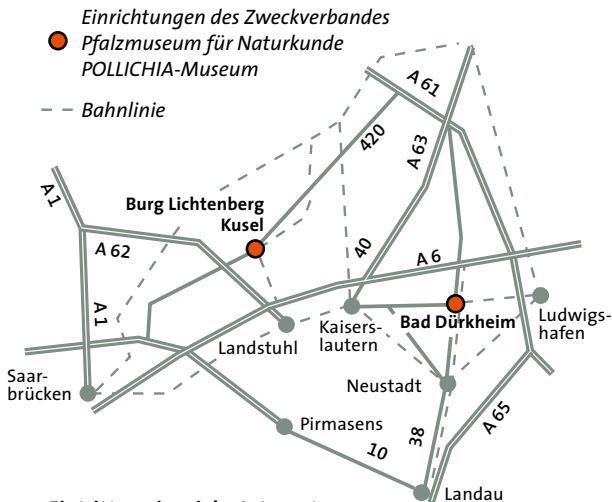 Einrichtungen des Zweckverbandes
Pfalzmuseum für Naturkunde
POLLICHIA-Museum
Bahnlinie
A 61
A 63
420
A 1
Burg Lichtenberg
Kusel
A 62
40
A 6
A 1
Kaisers-
lautern
Bad Dürkheim
Ludwigs-
hafen
Landstuhl
Saar-
brücken
Neustadt
A 65
Pirmasens
38
10
Landau